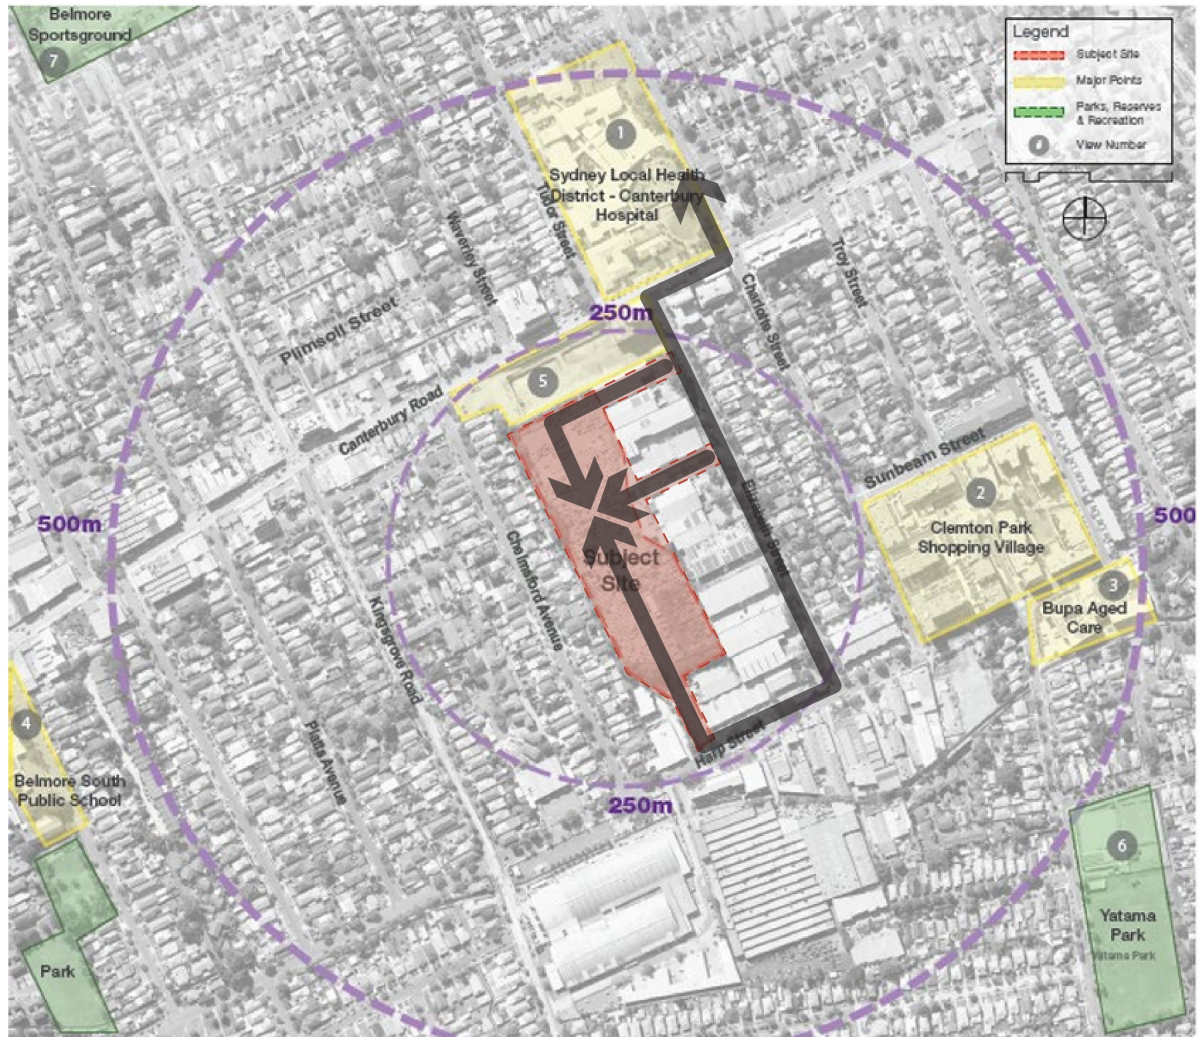 Belmore
Sportsground
7
Legend
Subject Site
Major Points
Parks, Reserves
& Recreation
#
View Number
1
Sydney Local Health
District - Canterbury
Hospital
Tudor Street
Waverley Street
Troy Street
Charlotte Street
Plimsoll Street
250m
5
Canterbury Road
Sunbeam Street
2
Clemton Park
Shopping Village
500m
500
Elizabeth Street
Subject
Site
Chelmsford Avenue
3
Bupa Aged
Care
Kingsgrove Road
4
Belmore South
Public School
Platts Avenue
Harp Street
250m
6
Yatama
Park
Yatama Park
Park